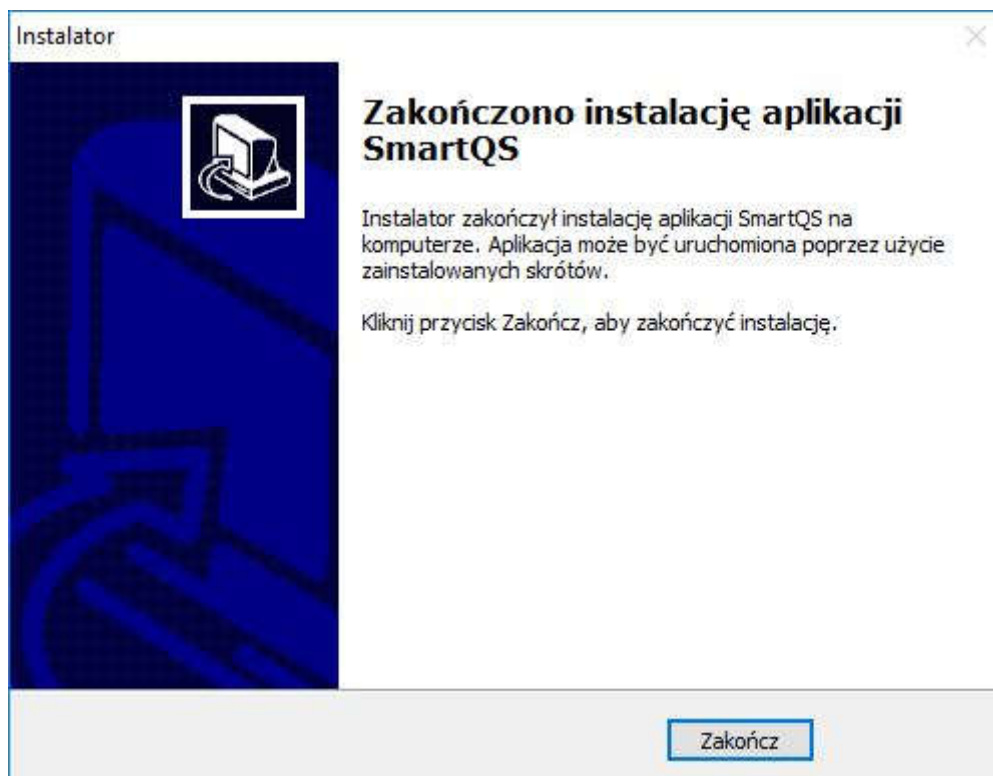 Instalator
Zakończono instalację aplikacji
SmartQS
Instalator zakończył instalację aplikacji SmartQS na
komputerze. Aplikacja może być uruchomiona poprzez użycie
zainstalowanych skrótów.
Kliknij przycisk Zakończ, aby zakończyć instalację.
Zakończ